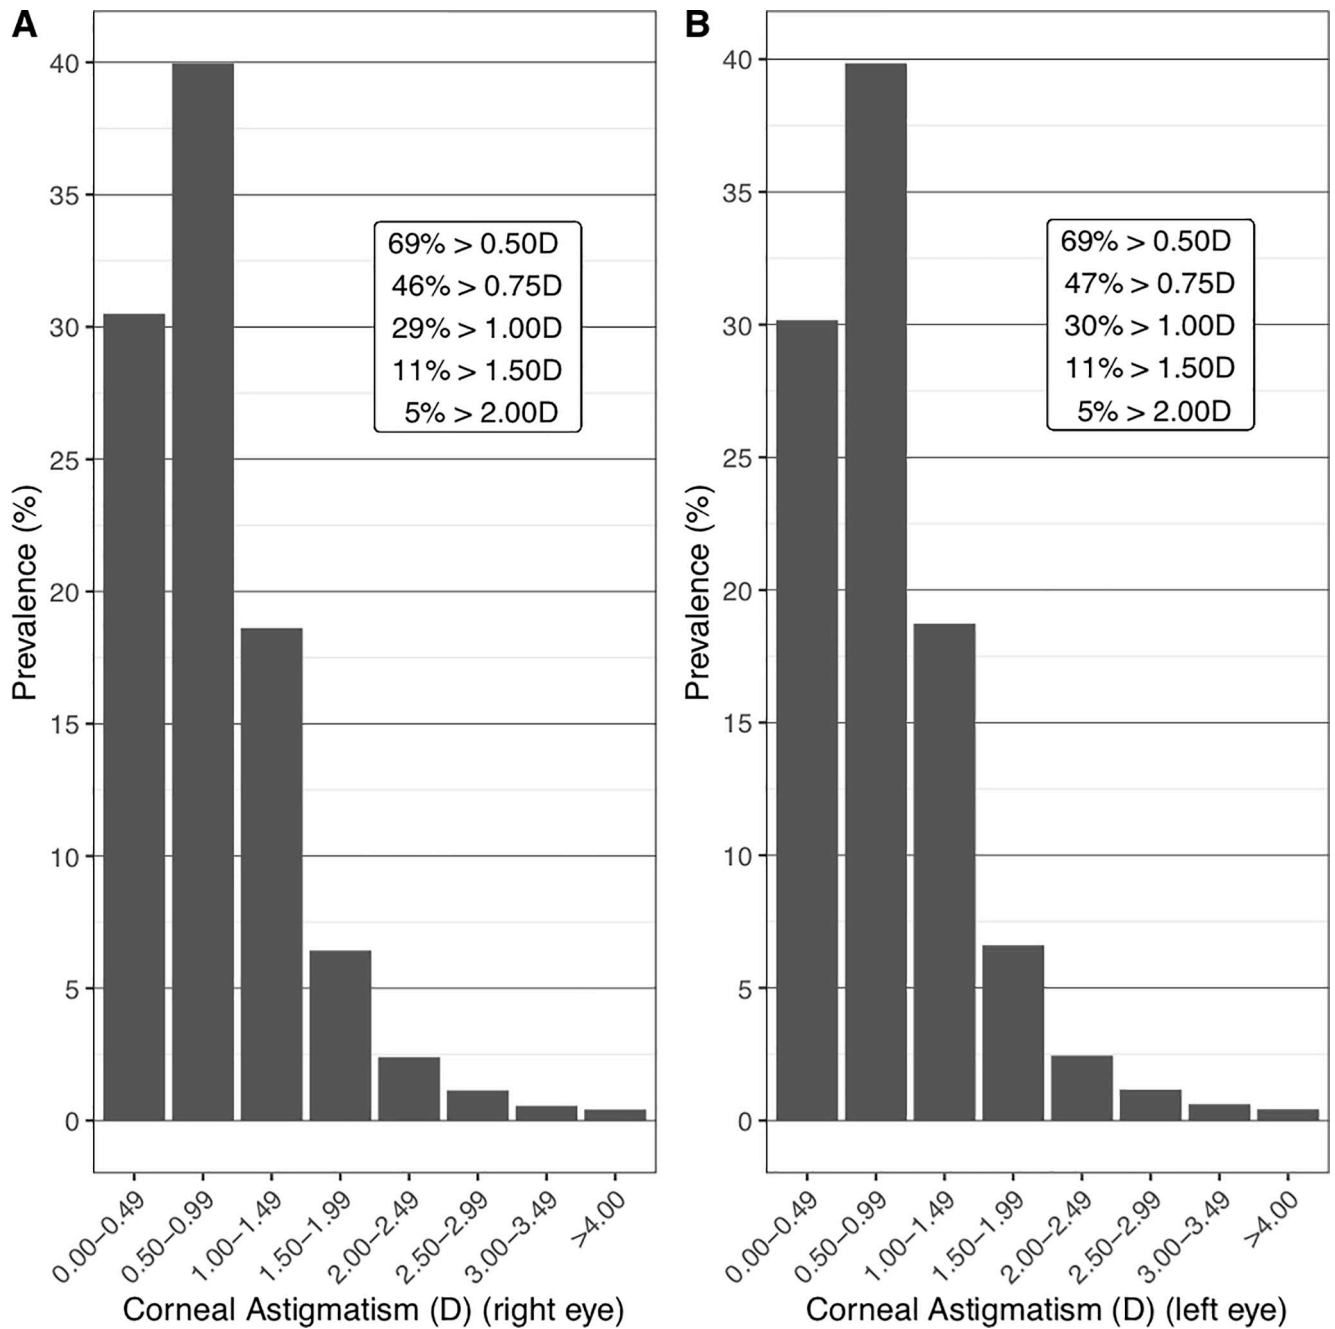 A
Prevalence (%)
40
35
30
25
20
15
10
5
0
69% > 0.50D
46% > 0.75D
29% > 1.00D
11% > 1.50D
5% > 2.00D
0.00–0.49
0.50–0.99
1.00–1.49
1.50–1.99
2.00–2.49
2.50–2.99
3.00–3.49
>4.00
Corneal Astigmatism (D) (right eye)
B
Prevalence (%)
40
35
30
25
20
15
10
5
0
69% > 0.50D
47% > 0.75D
30% > 1.00D
11% > 1.50D
5% > 2.00D
0.00–0.49
0.50–0.99
1.00–1.49
1.50–1.99
2.00–2.49
2.50–2.99
3.00–3.49
>4.00
Corneal Astigmatism (D) (left eye)